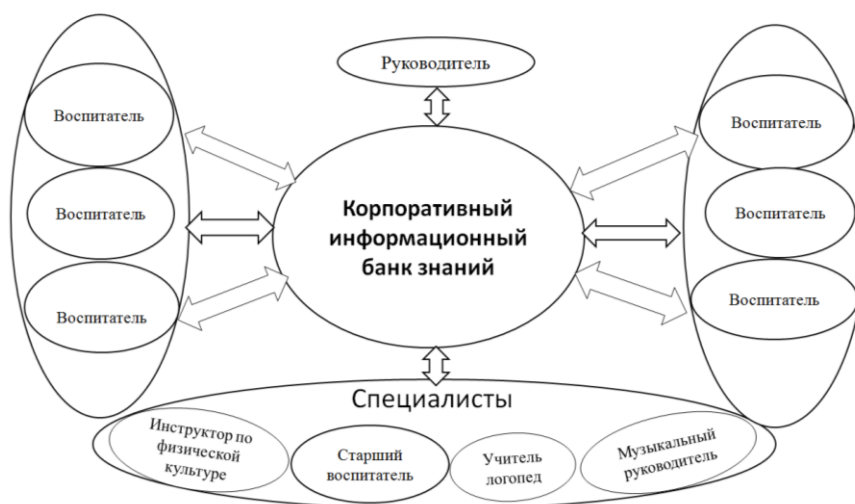 Руководитель
Воспитатель
Воспитатель
Воспитатель
Корпоративный
информационный
банк знаний
Воспитатель
Воспитатель
Воспитатель
Специалисты
Инструктор по
физической
культуре
Старший
воспитатель
Учитель
логопед
Музыкальный
руководитель